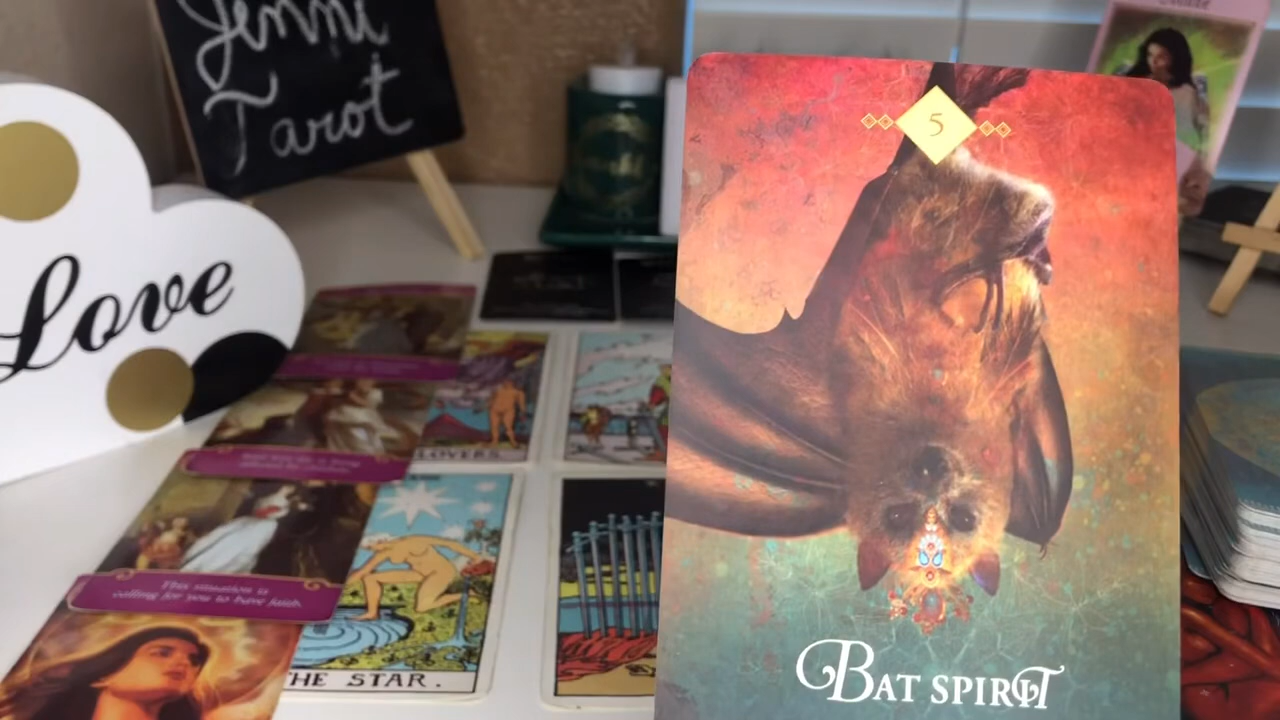 Jenni
Tarot
Love
5
BAT SPIRIT
LOVERS.
This situation is
calling for you to have faith.
THE STAR.